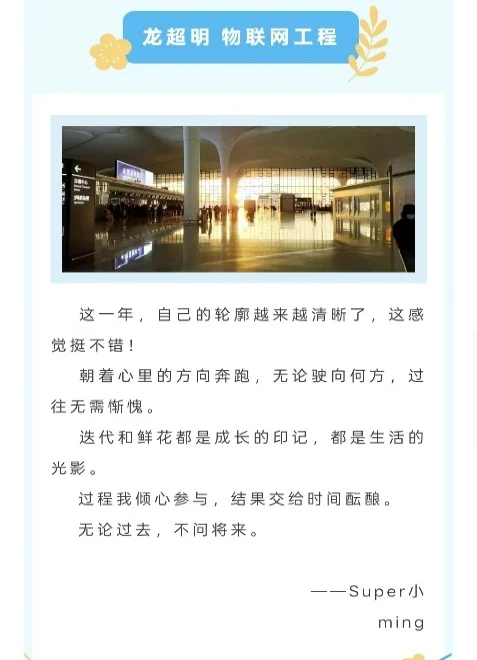 龙超明 物联网工程
这一年，自己的轮廓越来越清晰了，这感
觉挺不错！
朝着心里的方向奔跑，无论驶向何方，过
往无需惭愧。
迭代和鲜花都是成长的印记，都是生活的
光影。
过程我倾心参与，结果交给时间酝酿。
无论过去，不问将来。
——Super小
ming